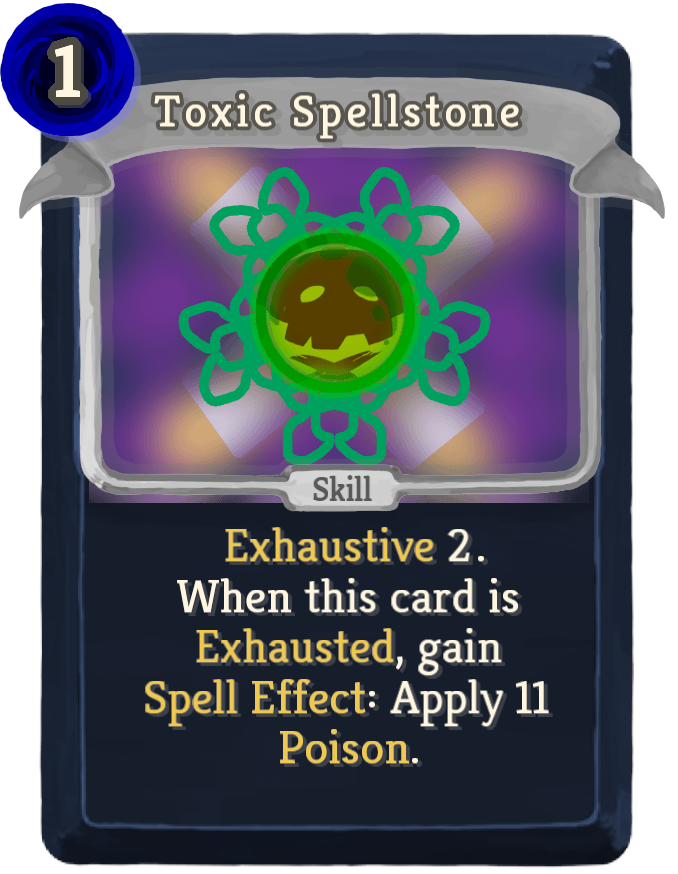 1
Toxic Spellstone
Skill
Exhaustive 2.
When this card is
Exhausted, gain
Spell Effect: Apply 11
Poison.